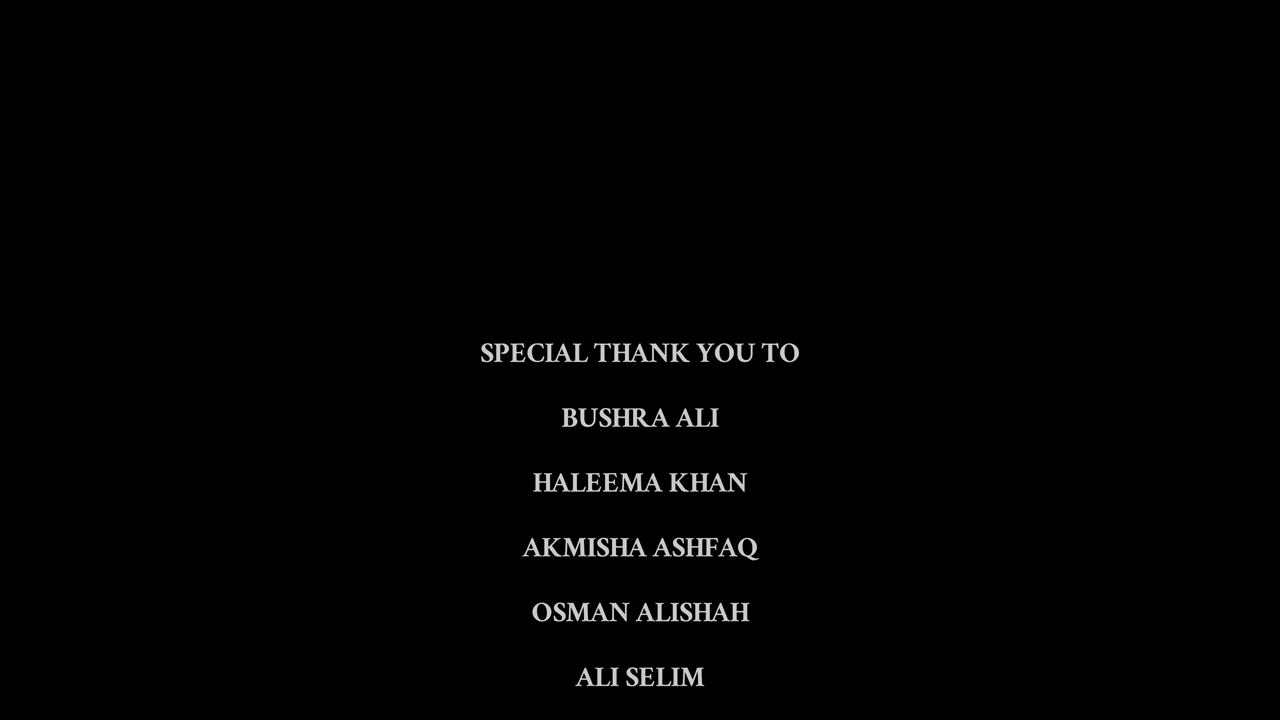 SPECIAL THANK YOU TO
BUSHRA ALI
HALEEMA KHAN
AKMISHA ASHFAQ
OSMAN ALISHAH
ALI SELIM